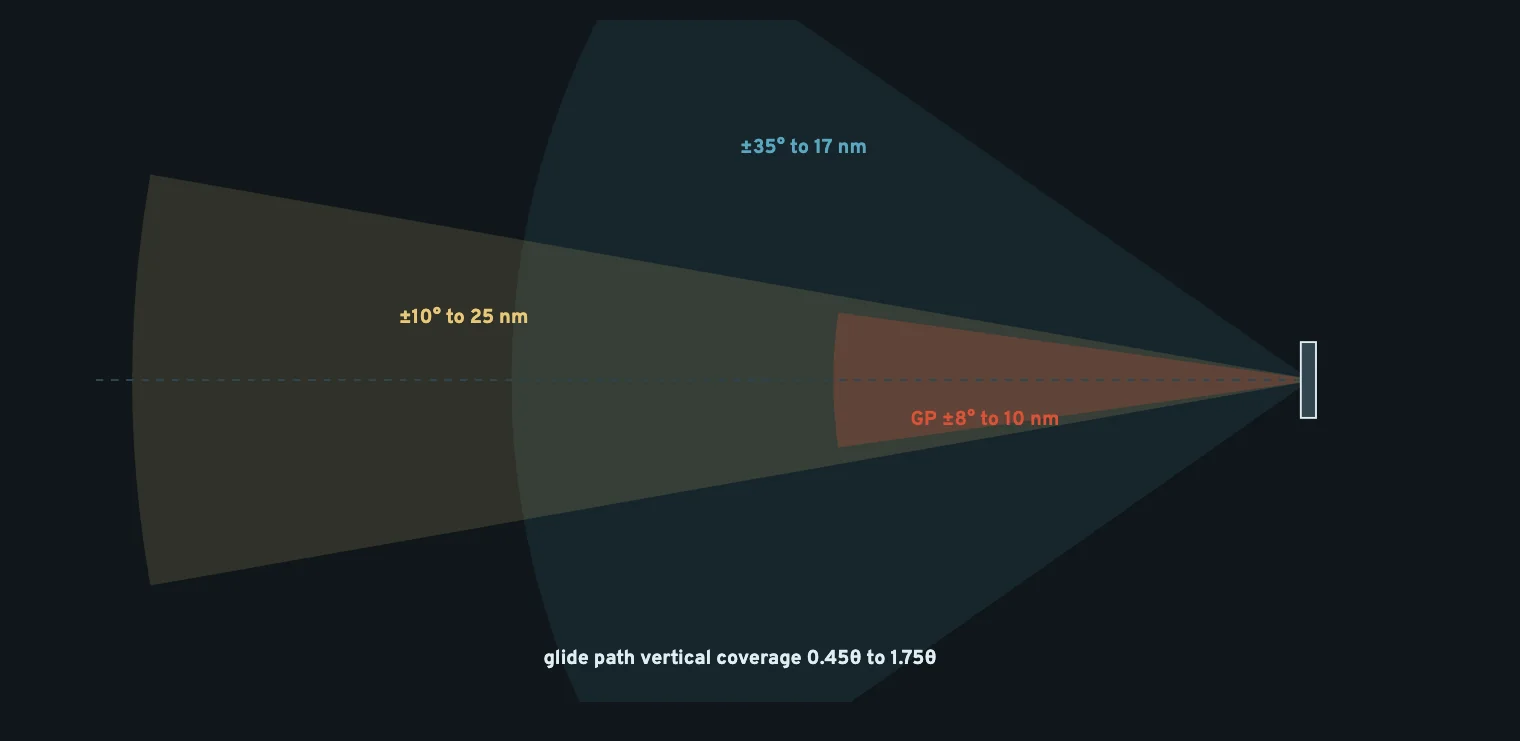 ±35° to 17 nm
±10° to 25 nm
GP ±8° to 10 nm
glide path vertical coverage 0.45θ to 1.75θ